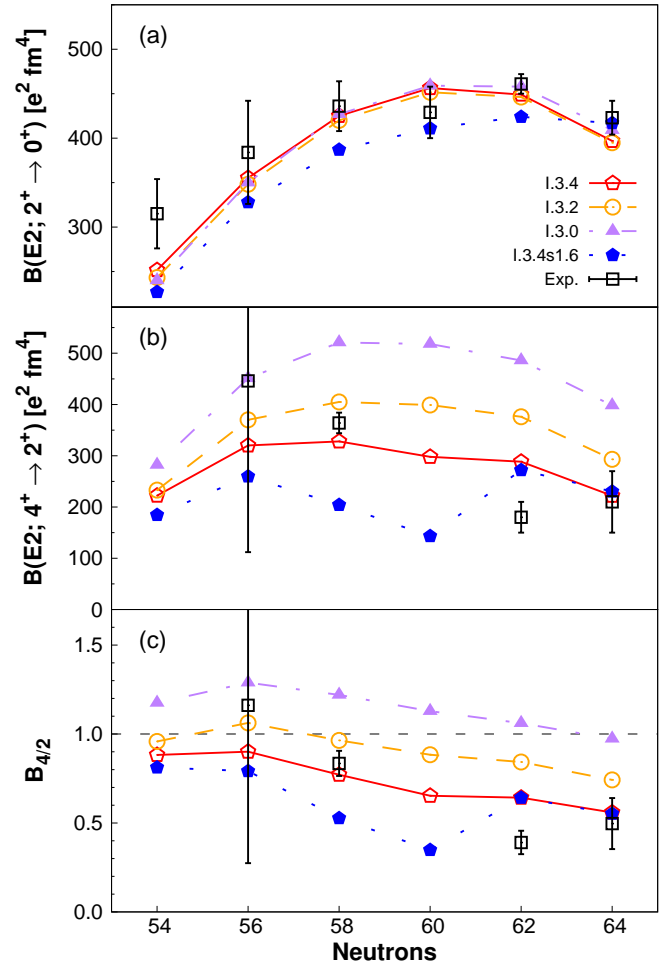 (a)
500
400
300
B(E2; 2⁺ → 0⁺) [e² fm⁴]
I.3.4
I.3.2
I.3.0
I.3.4s1.6
Exp.
(b)
500
400
300
200
100
0
B(E2; 4⁺ → 2⁺) [e² fm⁴]
(c)
1.5
1.0
0.5
0.0
B₄/₂
54 56 58 60 62 64
Neutrons